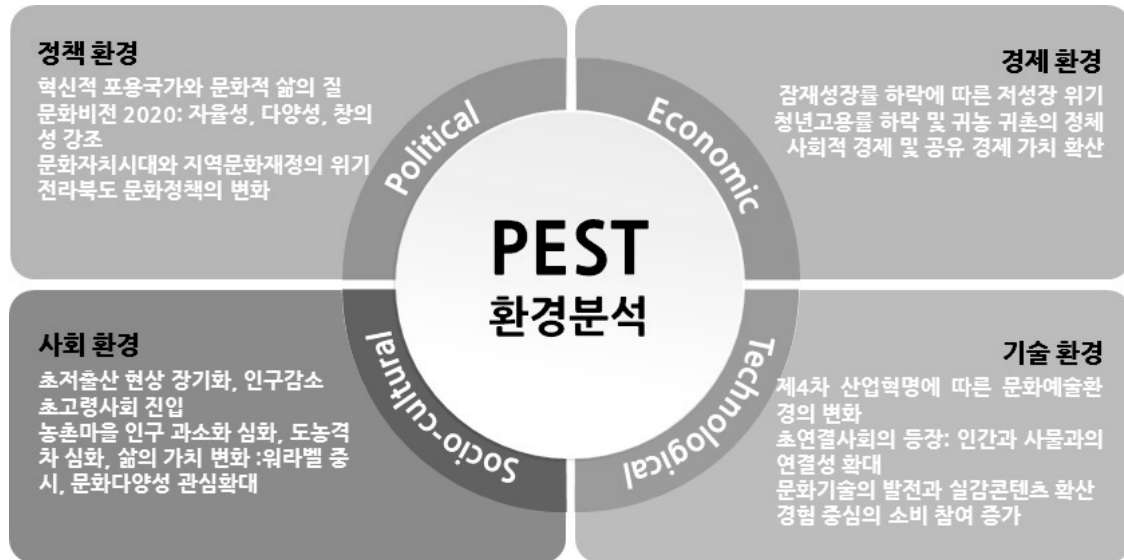 정책 환경
혁신적 포용국가와 문화적 삶의 질
문화비전 2020: 자율성, 다양성, 창의
성 강조
문화자치시대와 지역문화재정의 위기
전라북도 문화정책의 변화
Political
경제 환경
잠재성장률 하락에 따른 저성장 위기
청년고용률 하락 및 귀농 귀촌의 정체
사회적 경제 및 공유 경제 가치 확산
Economic
PEST
환경분석
사회 환경
초저출산 현상 장기화, 인구감소
초고령사회 진입
농촌마을 인구 과소화 심화, 도농격
차 심화, 삶의 가치 변화 :워라벨 중
시, 문화다양성 관심확대
Socio-cultural
기술 환경
제4차 산업혁명에 따른 문화예술환
경의 변화
초연결사회의 등장: 인간과 사물과의
연결성 확대
문화기술의 발전과 실감콘텐츠 확산
경험 중심의 소비 참여 증가
Technological